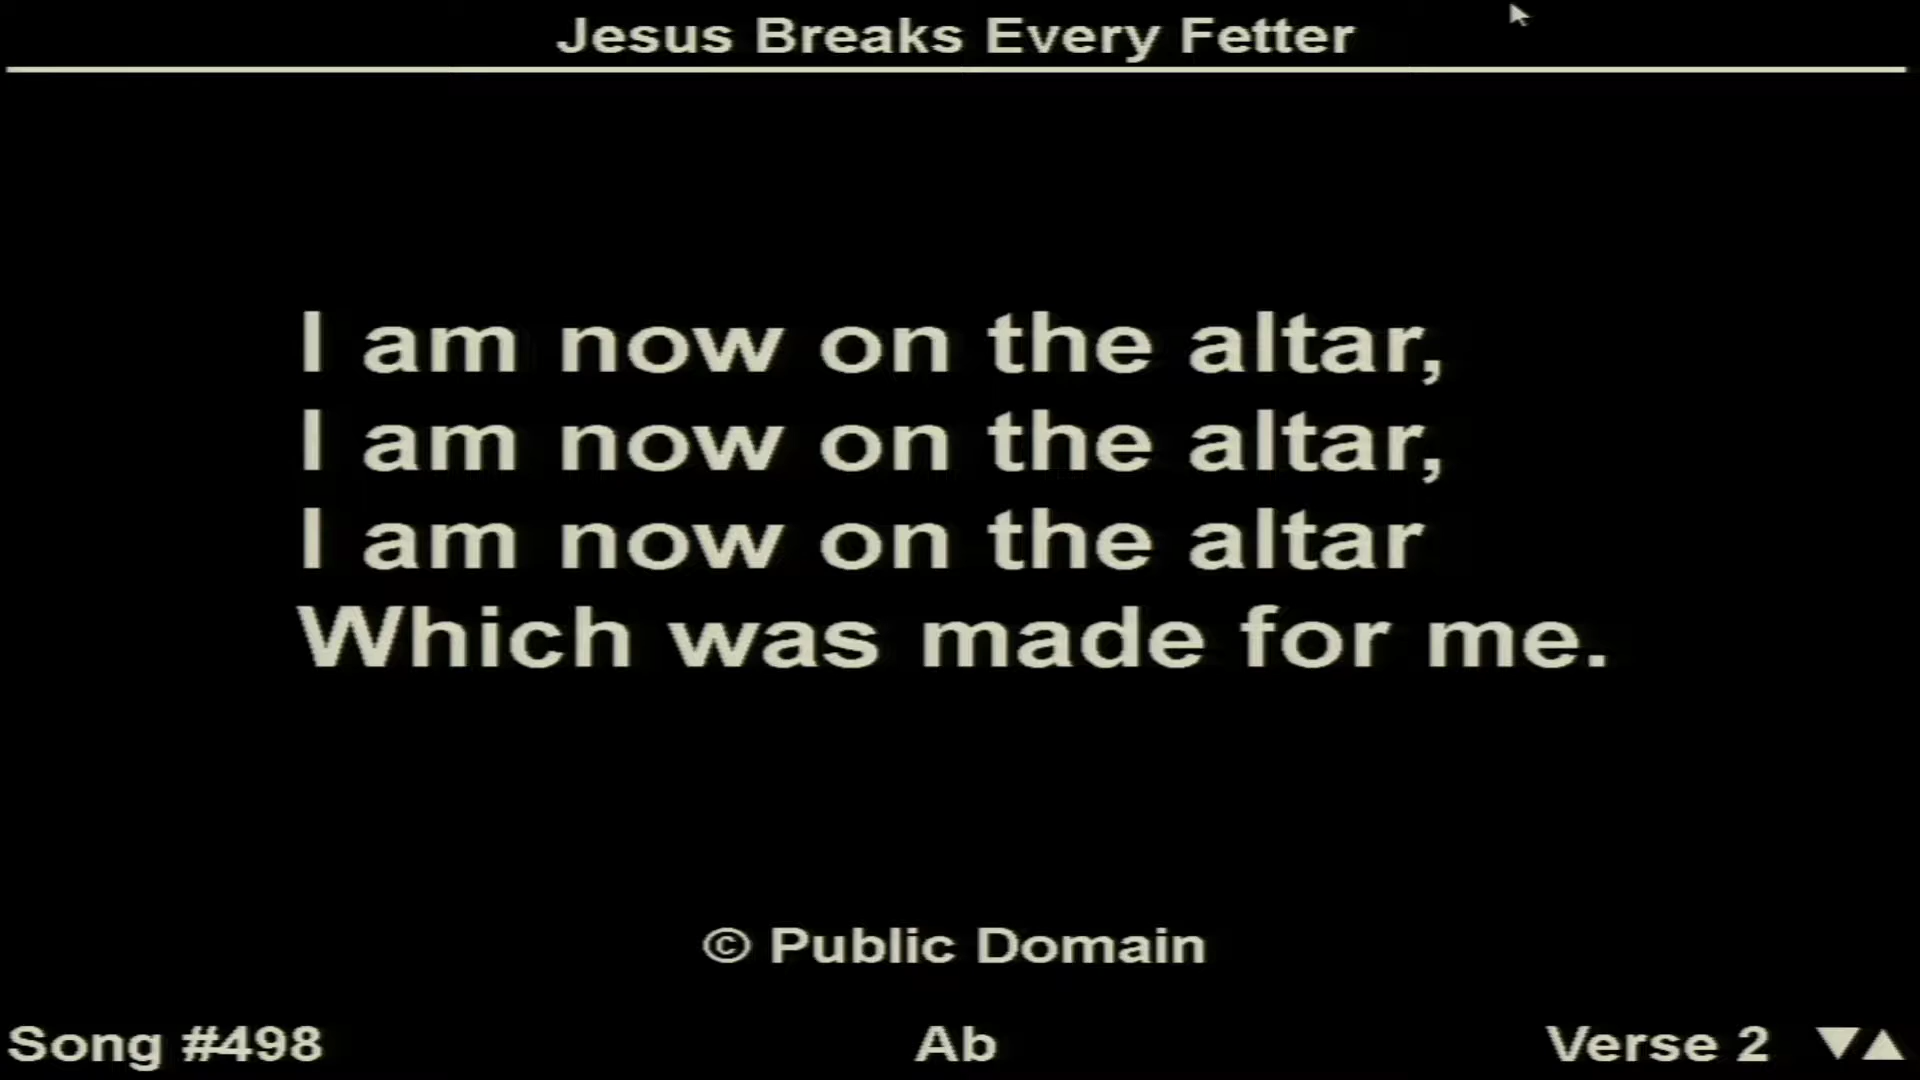 Jesus Breaks Every Fetter
I am now on the altar,
I am now on the altar,
I am now on the altar
Which was made for me.
© Public Domain
Song #498
Ab
Verse 2 ▼▲